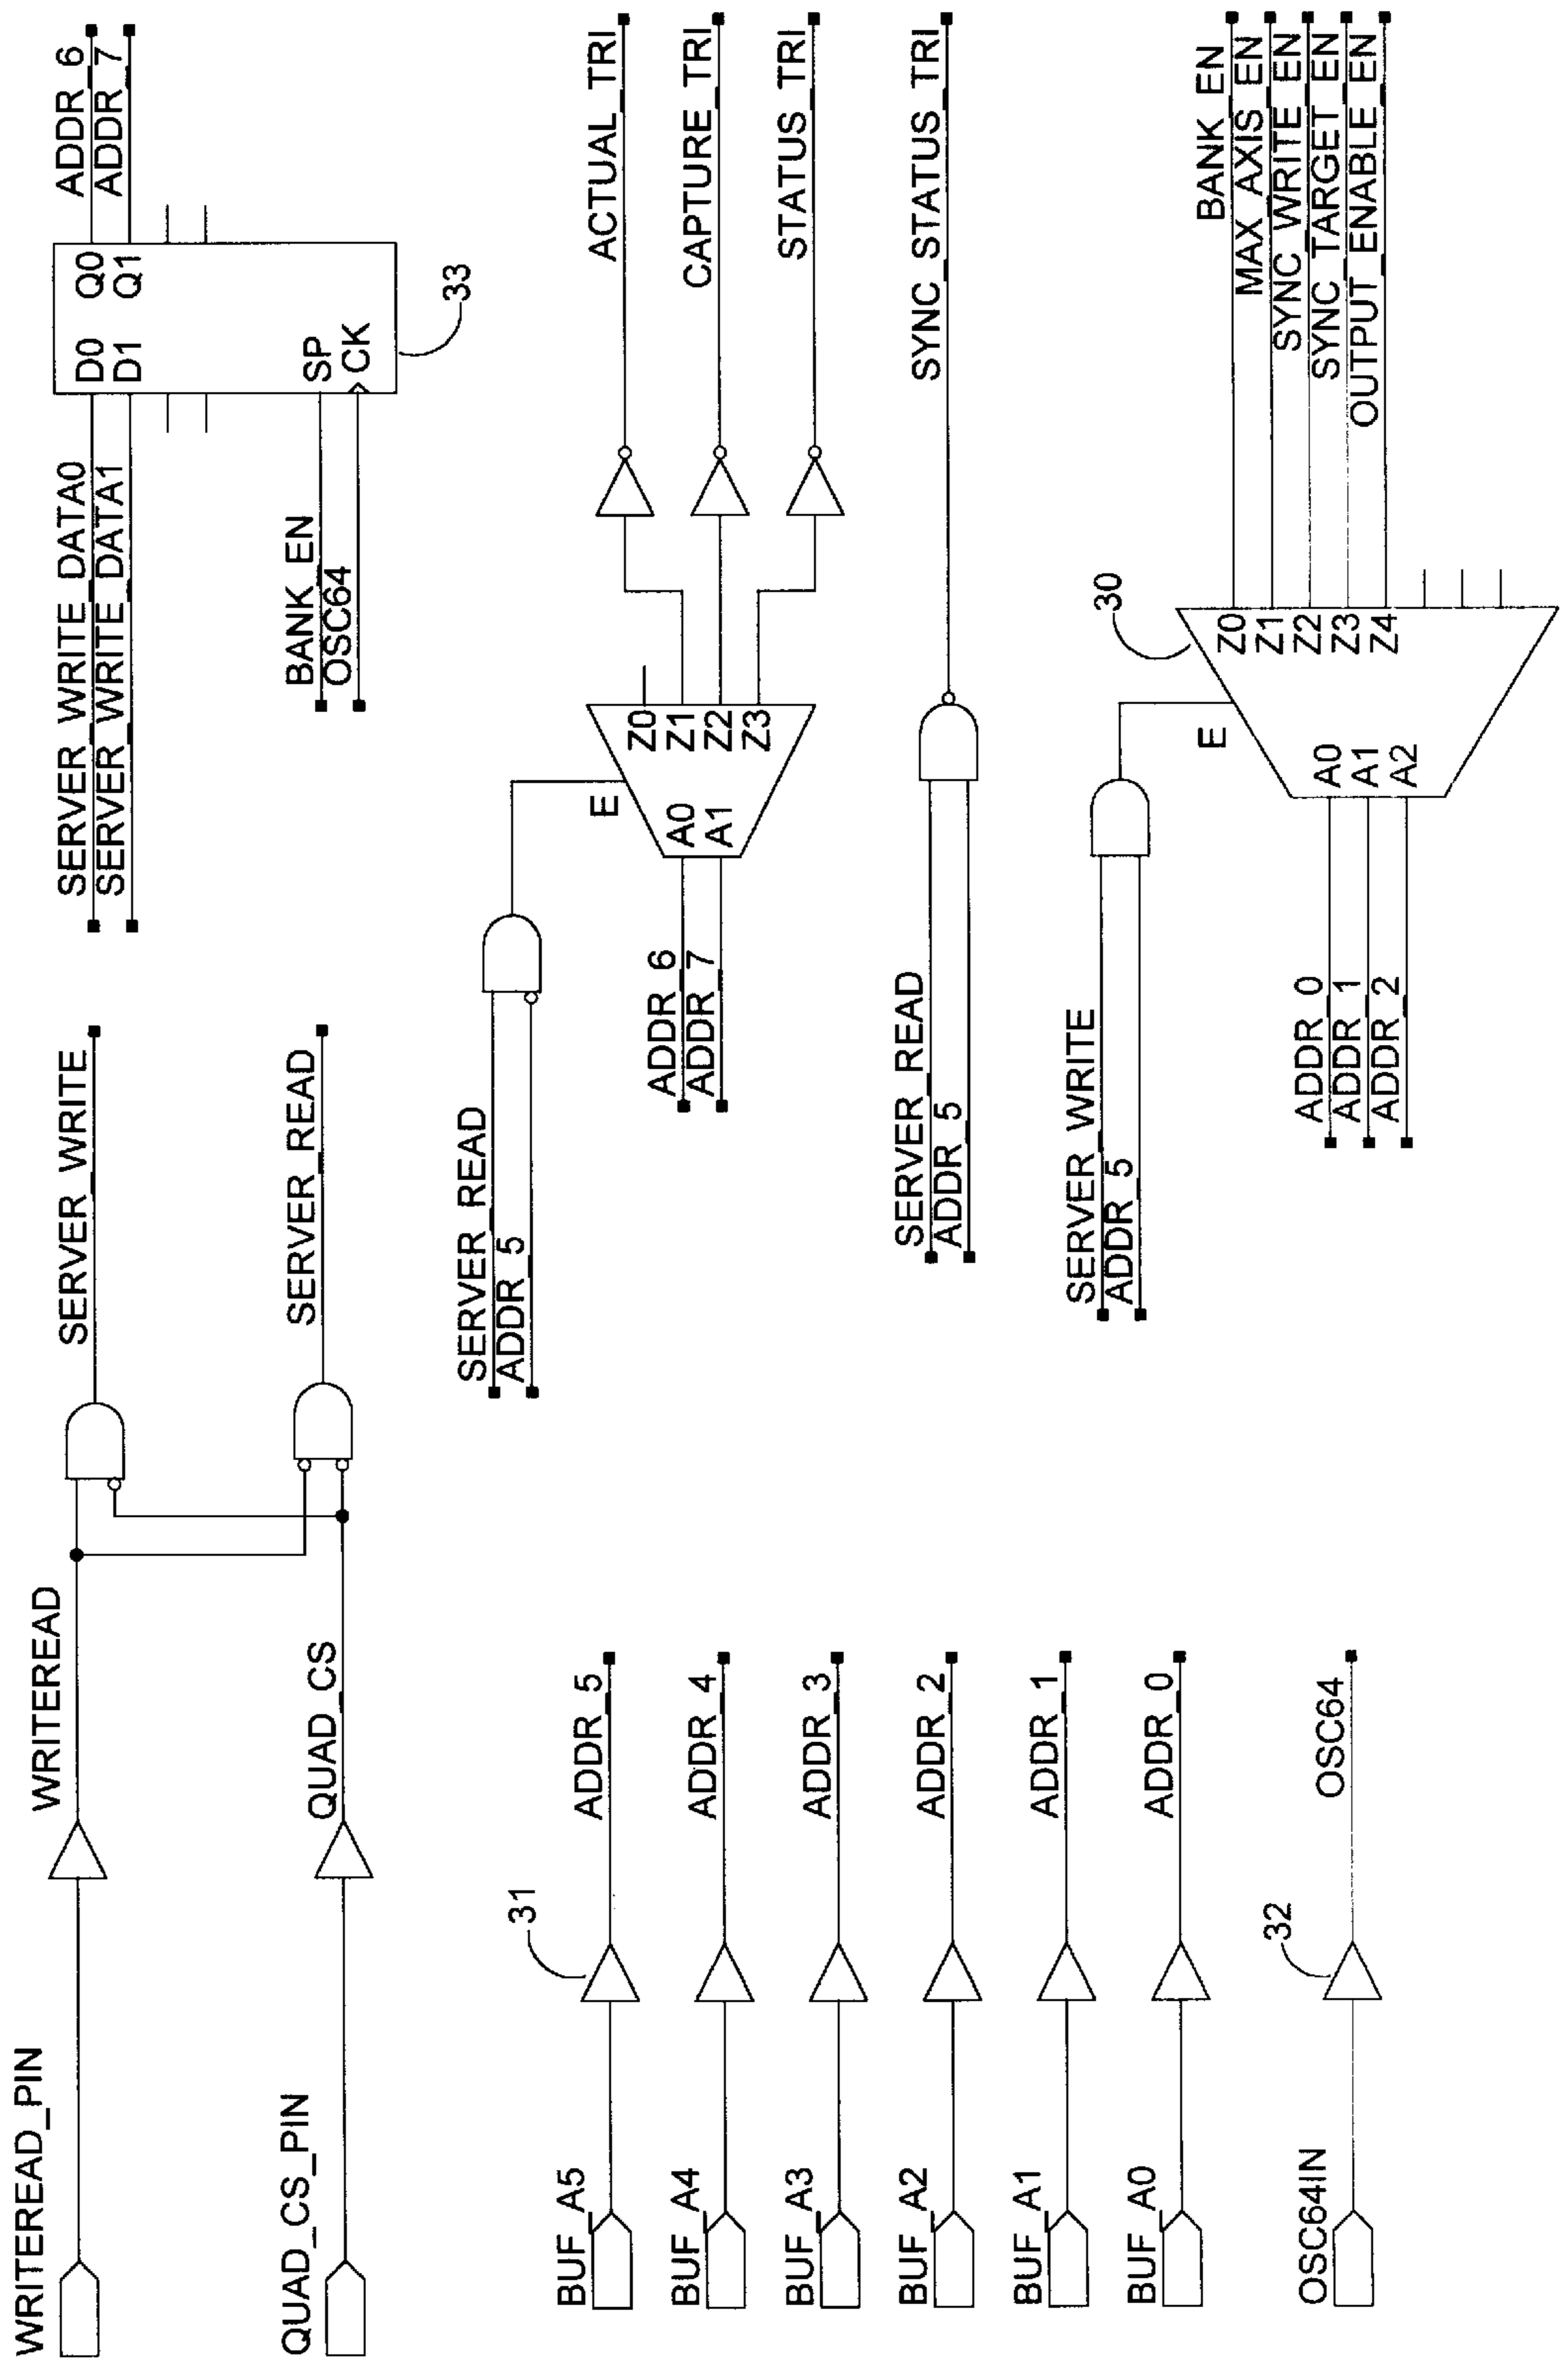 WRITEREAD_PIN
WRITEREAD
SERVER_WRITE
QUAD_CS_PIN
QUAD_CS
SERVER_READ
BUF_A5
31
ADDR_5
BUF_A4
ADDR_4
BUF_A3
ADDR_3
BUF_A2
ADDR_2
BUF_A1
ADDR_1
BUF_A0
ADDR_0
OSC64IN
32
OSC64
SERVER_WRITE_DATA0
SERVER_WRITE_DATA1
D0 Q0
D1 Q1
ADDR_6
ADDR_7
BANK_EN
OSC64
SP
CK
33
SERVER_READ
ADDR_5
E
ADDR_6
ADDR_7
A0
A1
Z0
Z1
Z2
Z3
ACTUAL_TRI
CAPTURE_TRI
STATUS_TRI
SERVER_READ
ADDR_5
SYNC_STATUS_TRI
SERVER_WRITE
ADDR_5
30
E
ADDR_0
ADDR_1
ADDR_2
A0
A1
A2
Z0
Z1
Z2
Z3
Z4
BANK_EN
MAX_AXIS_EN
SYNC_WRITE_EN
SYNC_TARGET_EN
OUTPUT_ENABLE_EN